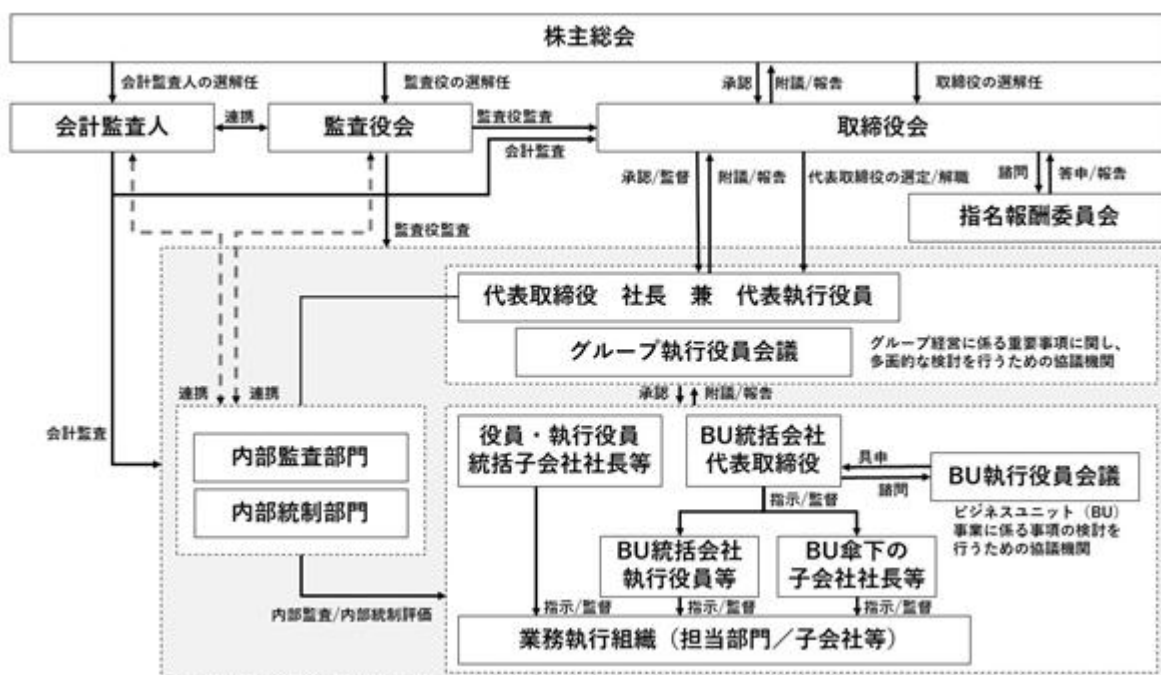 株主総会
会計監査人の選解任
監査役の選解任
承認
附議/報告
取締役の選解任
会計監査人
連携
監査役会
監査役監査
会計監査
取締役会
承認/監督
附議/報告
代表取締役の選定/解職
諮問
答申/報告
指名報酬委員会
監査役監査
代表取締役 社長 兼 代表執行役員
グループ執行役員会議
グループ経営に係る重要事項に関し、
多面的な検討を行うための協議機関
承認
附議/報告
連携
連携
会計監査
内部監査部門
内部統制部門
役員・執行役員
統括子会社社長等
BU統括会社
代表取締役
具申
諮問
BU執行役員会議
ビジネスユニット（BU）
事業に係る事項の検討を
行うための協議機関
指示/監督
BU統括会社
執行役員等
BU傘下の
子会社社長等
内部監査/内部統制評価
指示/監督
指示/監督
指示/監督
業務執行組織（担当部門／子会社等）